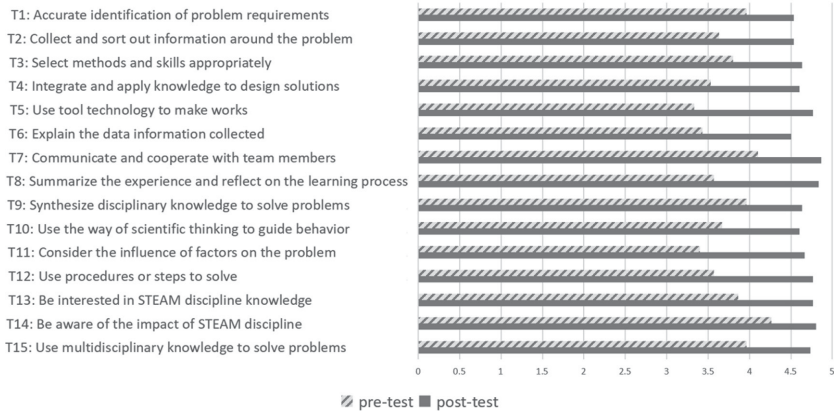 T1: Accurate identification of problem requirements
T2: Collect and sort out information around the problem
T3: Select methods and skills appropriately
T4: Integrate and apply knowledge to design solutions
T5: Use tool technology to make works
T6: Explain the data information collected
T7: Communicate and cooperate with team members
T8: Summarize the experience and reflect on the learning process
T9: Synthesize disciplinary knowledge to solve problems
T10: Use the way of scientific thinking to guide behavior
T11: Consider the influence of factors on the problem
T12: Use procedures or steps to solve
T13: Be interested in STEAM discipline knowledge
T14: Be aware of the impact of STEAM discipline
T15: Use multidisciplinary knowledge to solve problems
0 0.5 1 1.5 2 2.5 3 3.5 4 4.5 5
pre-test post-test